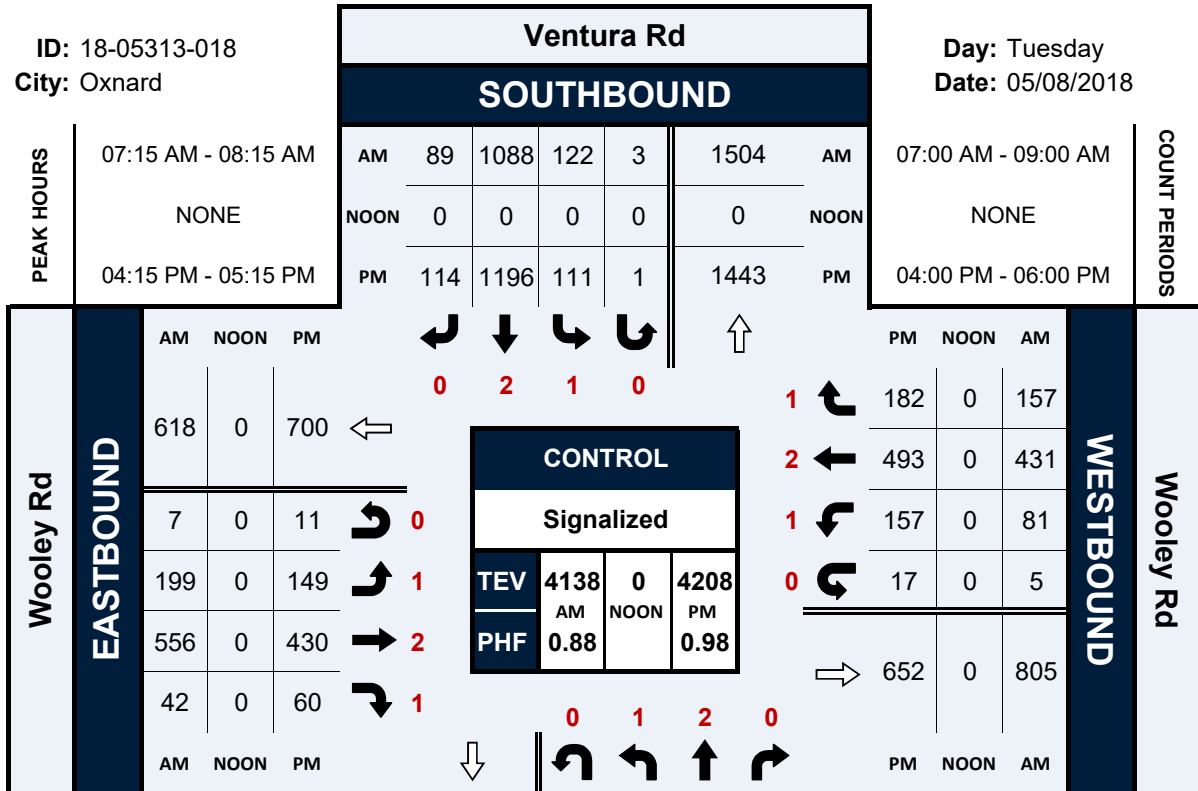 ID: 18-05313-018
City: Oxnard
Ventura Rd
SOUTHBOUND
Day: Tuesday
Date: 05/08/2018
PEAK HOURS
07:15 AM - 08:15 AM
NONE
04:15 PM - 05:15 PM
AM 89 1088 122 3 1504 AM
NOON 0 0 0 0 0 NOON
PM 114 1196 111 1 1443 PM
07:00 AM - 09:00 AM
NONE
04:00 PM - 06:00 PM
COUNT PERIODS
0 2 1 0
Wooley Rd
EASTBOUND
AM NOON PM
618 0 700
7 0 11 0
199 0 149 1
556 0 430 2
42 0 60 1
AM NOON PM
CONTROL
Signalized
TEV 4138 0 4208
AM NOON PM
PHF 0.88 0.98
PM NOON AM
1 182 0 157
2 493 0 431
1 157 0 81
0 17 0 5
652 0 805
PM NOON AM
WESTBOUND
Wooley Rd
0 1 2 0